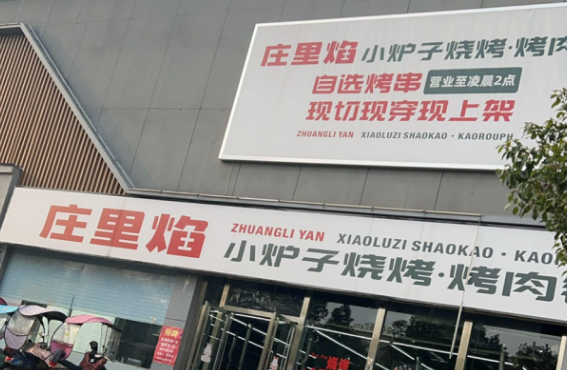 庄里焰 小炉子烧烤·烤肉
自选烤串 营业至凌晨2点
现切现穿现上架
ZHUANGLI YAN XIAOLUZI SHAOKAO · KAOROUPH
庄里焰 ZHUANGLI YAN XIAOLUZI SHAOKAO · KAO
小炉子烧烤·烤肉